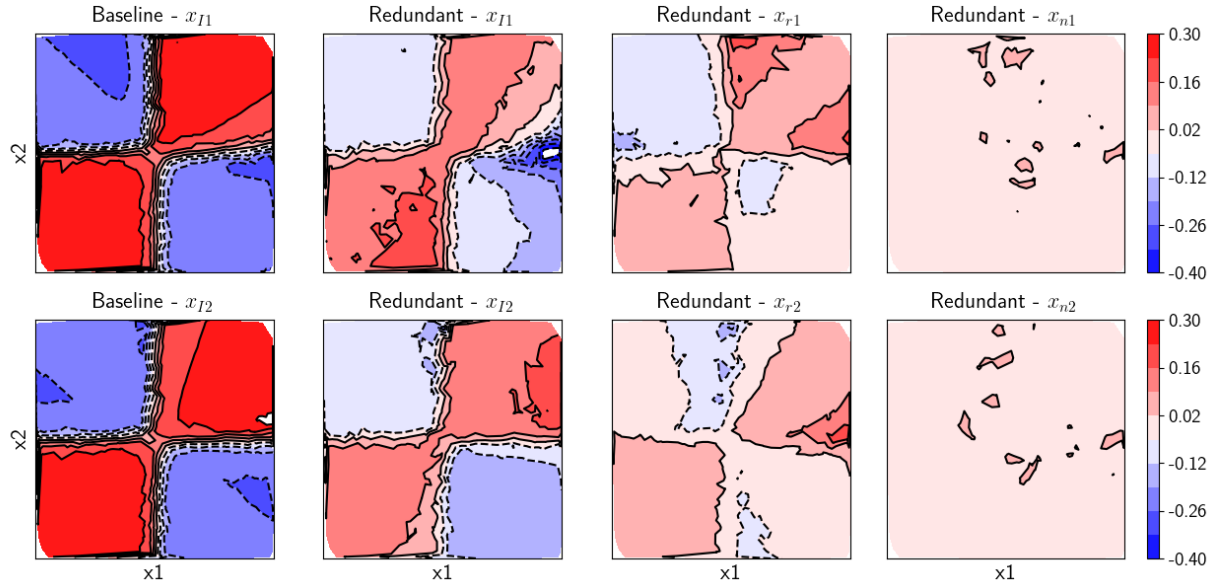 Baseline - x_{I1}
Redundant - x_{I1}
Redundant - x_{r1}
Redundant - x_{n1}
x2
0.30
0.16
0.02
-0.12
-0.26
-0.40
Baseline - x_{I2}
Redundant - x_{I2}
Redundant - x_{r2}
Redundant - x_{n2}
x2
0.30
0.16
0.02
-0.12
-0.26
-0.40
x1
x1
x1